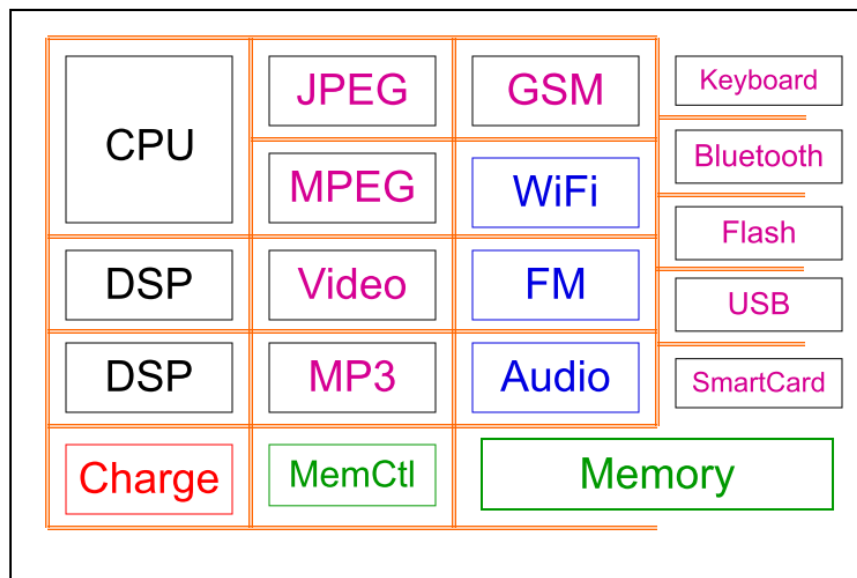 CPU
JPEG
GSM
Keyboard
MPEG
WiFi
Bluetooth
Flash
DSP
Video
FM
USB
DSP
MP3
Audio
SmartCard
Charge
MemCtl
Memory